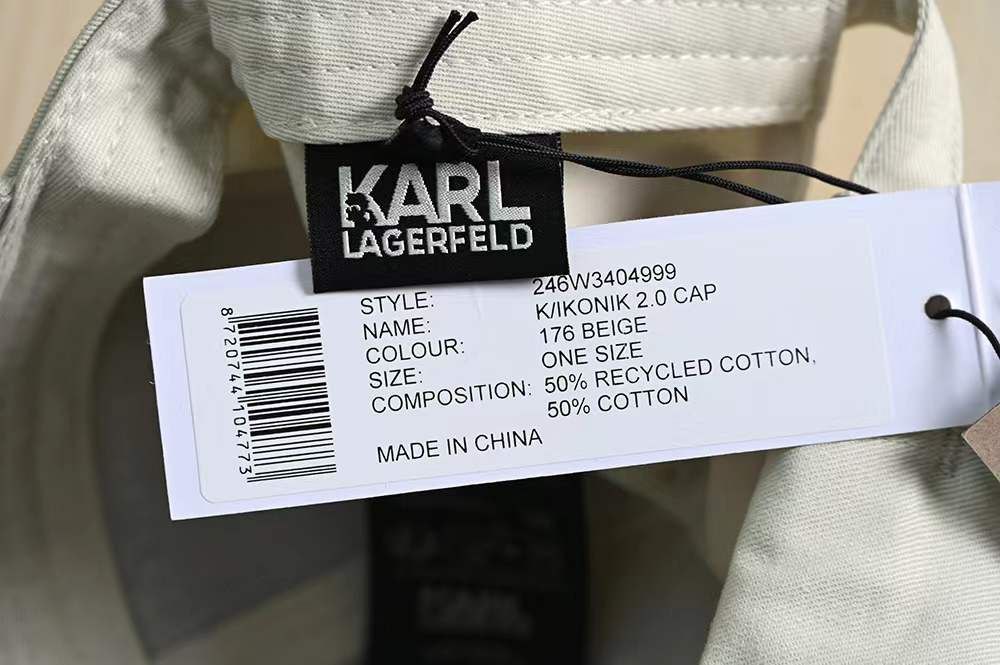 KARL
LAGERFELD
STYLE: 246W3404999
NAME: K/IKONIK 2.0 CAP
COLOUR: 176 BEIGE
SIZE: ONE SIZE
COMPOSITION: 50% RECYCLED COTTON,
50% COTTON
MADE IN CHINA
8720744104773